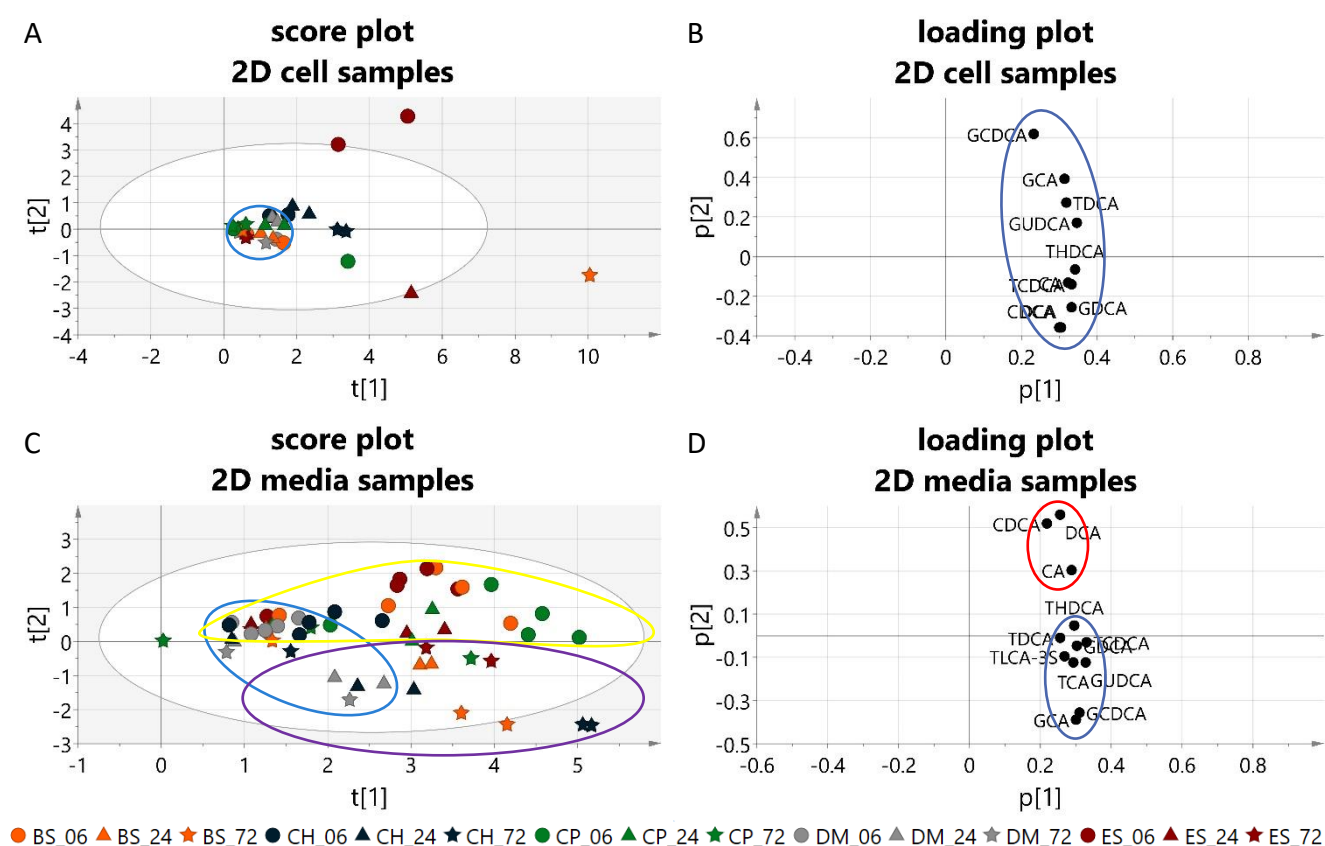 A
score plot
2D cell samples
4
3
2
1
0
-1
-2
-3
-4
t[2]
-4 -2 0 2 4 6 8 10
t[1]
B
loading plot
2D cell samples
0.6
0.4
0.2
0
-0.2
-0.4
p[2]
GCDCA
GCA
TDCA
GUDCA
THDCA
TCDCA
CA
GDCA
CDCA
-0.4 -0.2 0 0.2 0.4 0.6 0.8
p[1]
C
score plot
2D media samples
3
2
1
0
-1
-2
-3
t[2]
-1 0 1 2 3 4 5
t[1]
D
loading plot
2D media samples
0.5
0.3
0.1
-0.1
-0.3
-0.5
p[2]
CDCA
DCA
CA
THDCA
TDCA
TCDCA
GDCA
TLCA-3S
TCA
GUDCA
GCDCA
GCA
-0.6 -0.4 -0.2 0 0.2 0.4 0.6 0.8
p[1]
BS_06 BS_24 BS_72 CH_06 CH_24 CH_72 CP_06 CP_24 CP_72 DM_06 DM_24 DM_72 ES_06 ES_24 ES_72